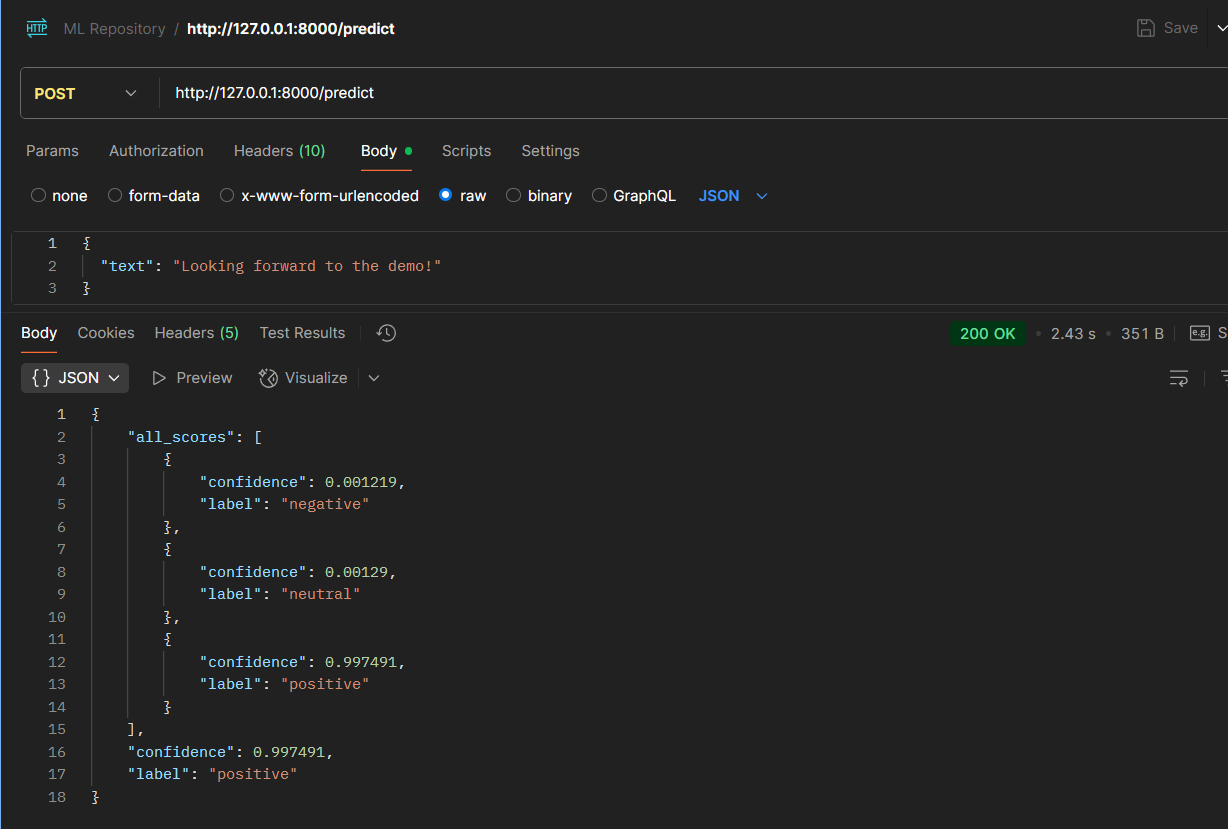 HTTP ML Repository / http://127.0.0.1:8000/predict Save
POST http://127.0.0.1:8000/predict
Params Authorization Headers (10) Body Scripts Settings
none form-data x-www-form-urlencoded raw binary GraphQL JSON
1 {
2 "text": "Looking forward to the demo!"
3 }
Body Cookies Headers (5) Test Results 200 OK • 2.43 s • 351 B e.g. S
{} JSON Preview Visualize
1 {
2 "all_scores": [
3 {
4 "confidence": 0.001219,
5 "label": "negative"
6 },
7 {
8 "confidence": 0.00129,
9 "label": "neutral"
10 },
11 {
12 "confidence": 0.997491,
13 "label": "positive"
14 }
15 ],
16 "confidence": 0.997491,
17 "label": "positive"
18 }